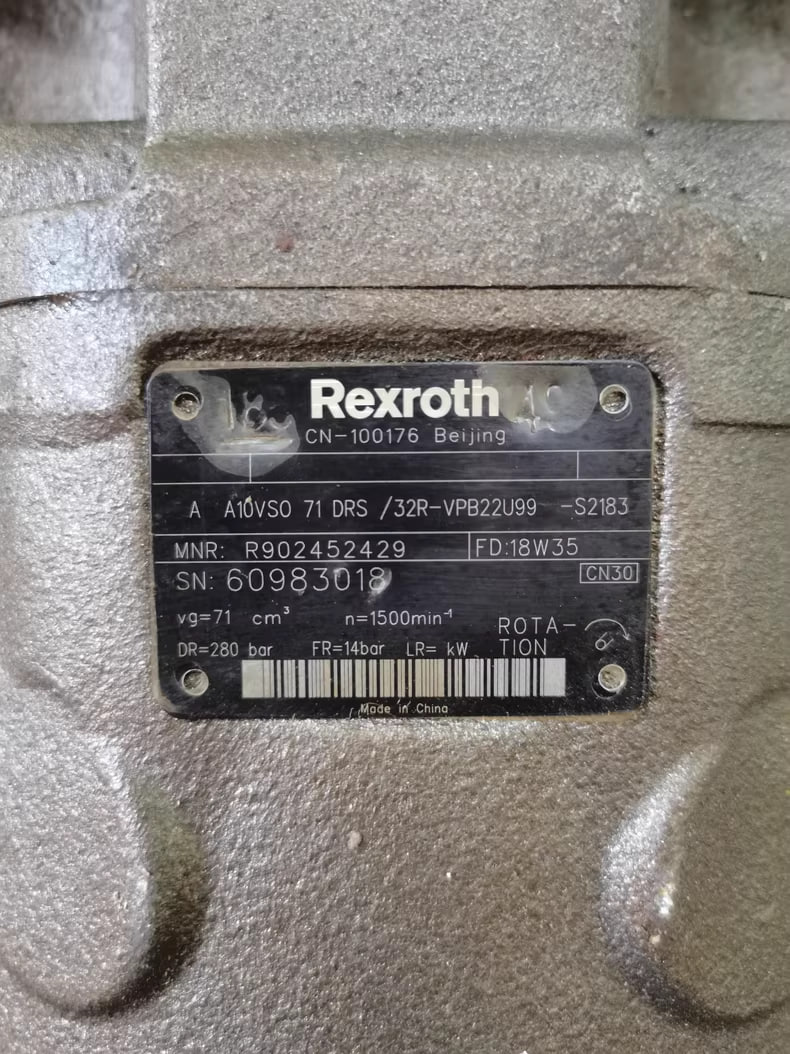 Rexroth
CN-100176 Beijing
A A10VSO 71 DRS /32R-VPB22U99 -S2183
MNR: R902452429 FD:18W35
SN: 60983018 CN30
vg=71 cm³ n=1500min⁻¹
ROTA-
TION
DR=280 bar FR=14bar LR= kW
Made in China